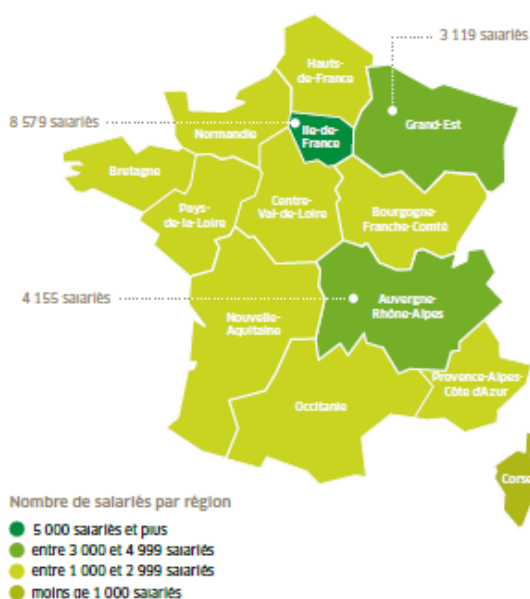 3 119 salariés
Hauts-
de-France
8 579 salariés
Normandie
Ile-de-
France
Grand-Est
Bretagne
Pays-
de-la-Loire
Centre-
Val-de-Loire
Bourgogne-
Franche-Comté
4 155 salariés
Auvergne-
Rhône-Alpes
Nouvelle-
Aquitaine
Provence-Alpes-
Côte d'Azur
Occitanie
Corse
Nombre de salariés par région
5 000 salariés et plus
entre 3 000 et 4 999 salariés
entre 1 000 et 2 999 salariés
moins de 1 000 salariés